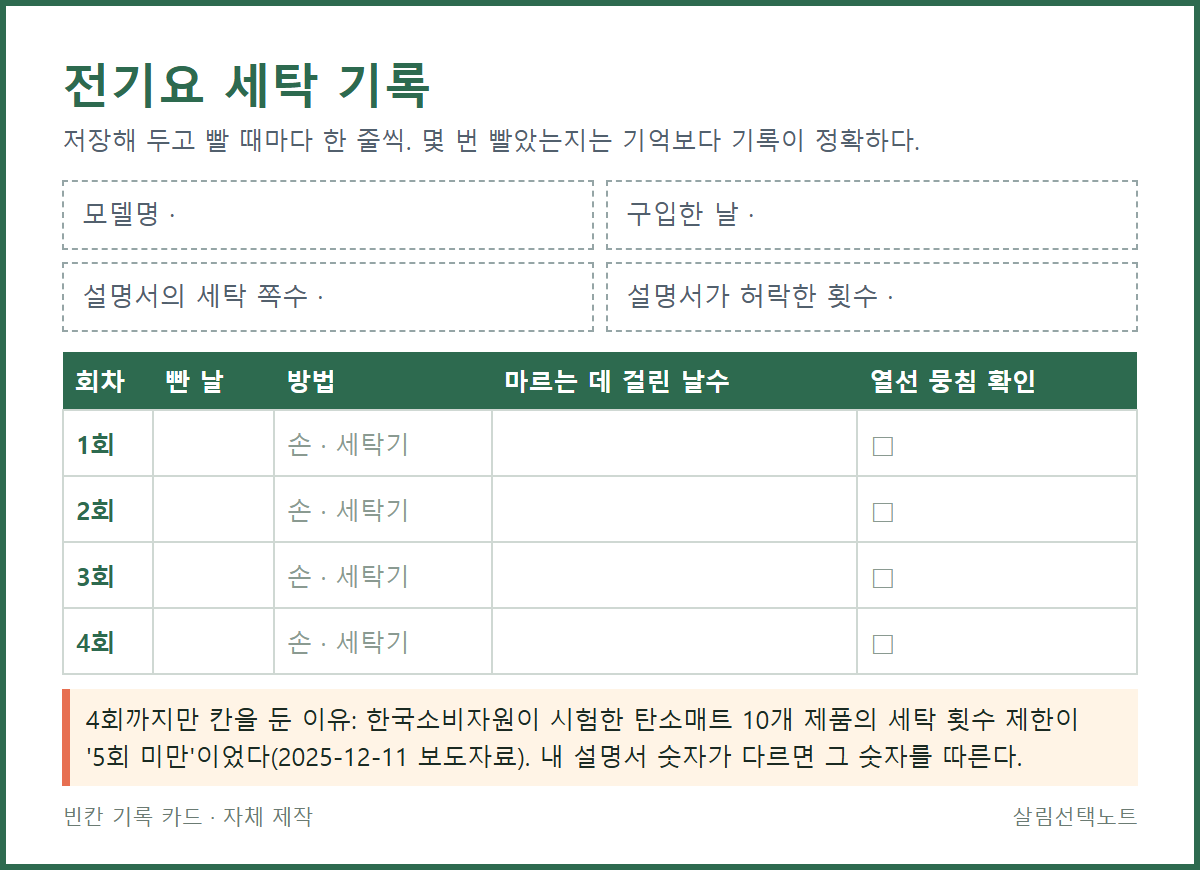 전기요 세탁 기록
저장해 두고 빨 때마다 한 줄씩. 몇 번 빨았는지는 기억보다 기록이 정확하다.
모델명 ·
구입한 날 ·
설명서의 세탁 쪽수 ·
설명서가 허락한 횟수 ·
회차 빤 날 방법 마르는 데 걸린 날수 열선 뭉침 확인
1회 손 · 세탁기 □
2회 손 · 세탁기 □
3회 손 · 세탁기 □
4회 손 · 세탁기 □
4회까지만 칸을 둔 이유: 한국소비자원이 시험한 탄소매트 10개 제품의 세탁 횟수 제한이
'5회 미만'이었다(2025-12-11 보도자료). 내 설명서 숫자가 다르면 그 숫자를 따른다.
빈칸 기록 카드 · 자체 제작
살림선택노트